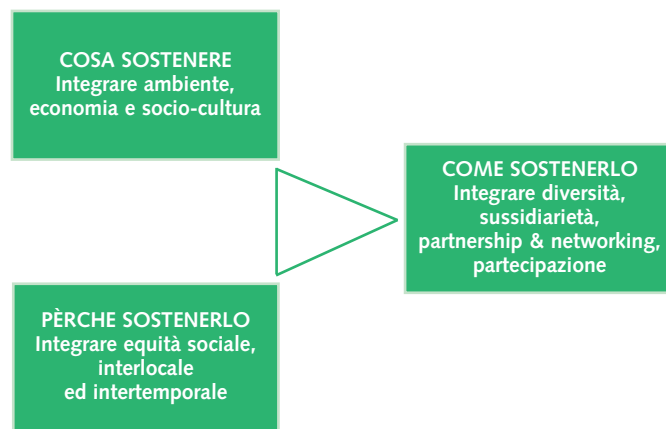 COSA SOSTENERE
Integrare ambiente,
economia e socio-cultura
COME SOSTENERLO
Integrare diversità,
sussidiarietà,
partnership & networking,
partecipazione
PÈRCHE SOSTENERLO
Integrare equità sociale,
interlocale
ed intertemporale